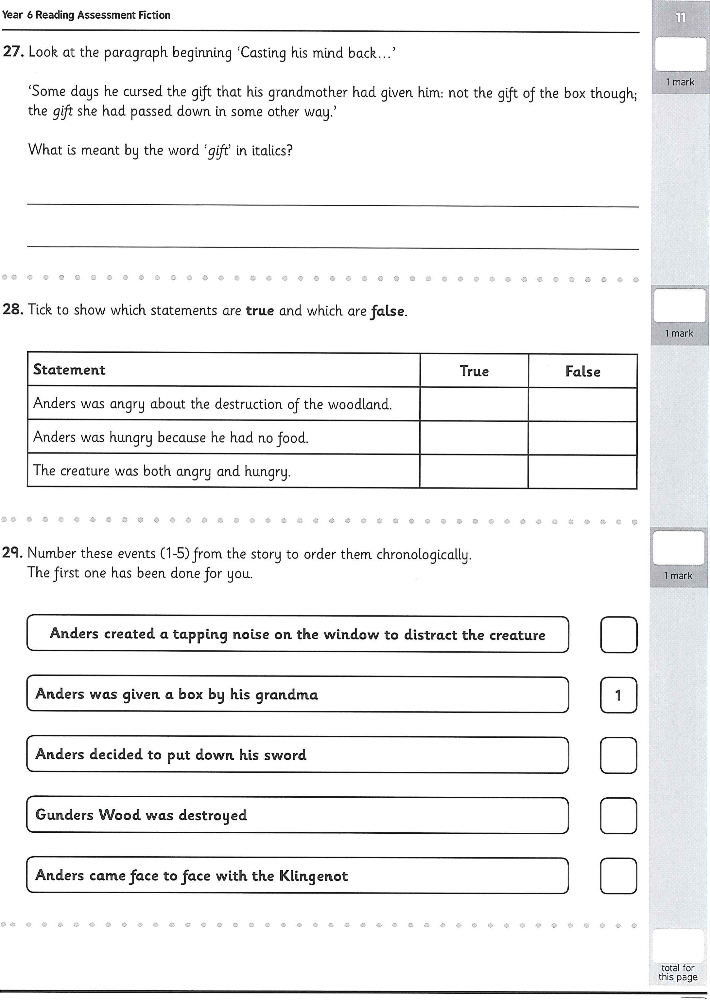 Year 6 Reading Assessment Fiction
11
27. Look at the paragraph beginning ‘Casting his mind back...’
1 mark
‘Some days he cursed the gift that his grandmother had given him: not the gift of the box though;
the gift she had passed down in some other way.’
What is meant by the word ‘gift’ in italics?
28. Tick to show which statements are true and which are false.
1 mark
Statement True False
Anders was angry about the destruction of the woodland.
Anders was hungry because he had no food.
The creature was both angry and hungry.
29. Number these events (1-5) from the story to order them chronologically.
The first one has been done for you.
1 mark
Anders created a tapping noise on the window to distract the creature
Anders was given a box by his grandma 1
Anders decided to put down his sword
Gunders Wood was destroyed
Anders came face to face with the Klingenot
total for
this page